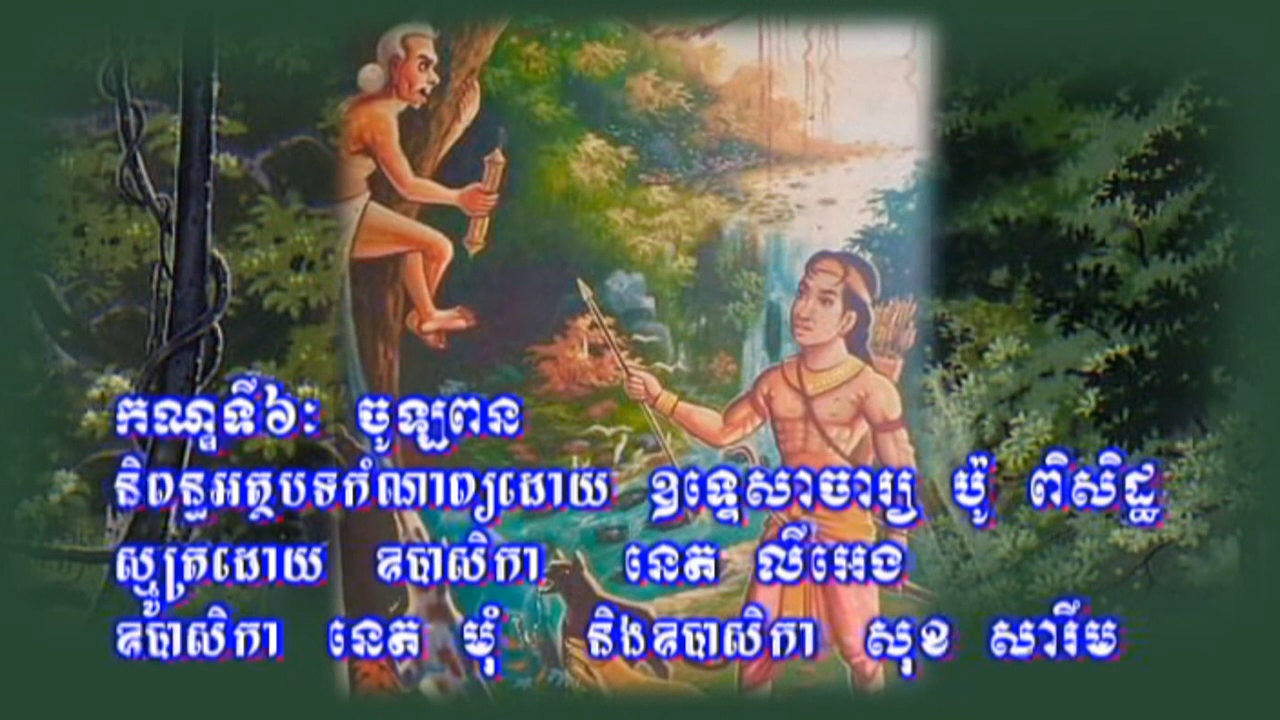 កណ្ឌទី៦ៈ ចូឡពន
និពន្ធអត្ថបទកំណាព្យដោយ ឧទ្ទេសាចារ្យ ប៉ូ ពិសិដ្ឋ
ស្មូត្រដោយ ឧបាសិកា នេត លីអេង
ឧបាសិកា នេត មុំ និងឧបាសិកា សុខ សារីម